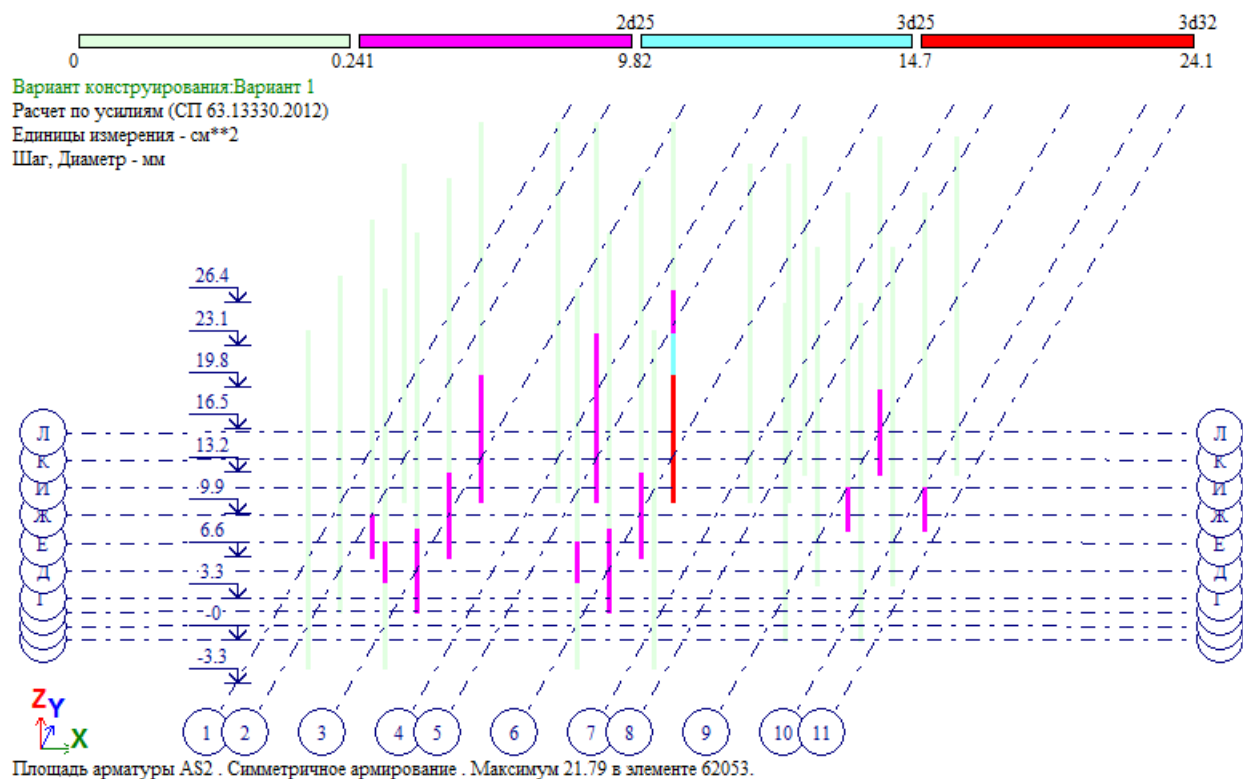 2d25 3d25 3d32
0 0.241 9.82 14.7 24.1
Вариант конструирования:Вариант 1
Расчет по усилиям (СП 63.13330.2012)
Единицы измерения - см**2
Шаг, Диаметр - мм
26.4
23.1
19.8
16.5
Л Л
13.2
К К
И И
9.9
Ж Ж
6.6
Е Е
Д Д
3.3
Г Г
-0
-3.3
Z Y X
1 2 3 4 5 6 7 8 9 10 11
Площадь арматуры AS2 . Симметричное армирование . Максимум 21.79 в элементе 62053.